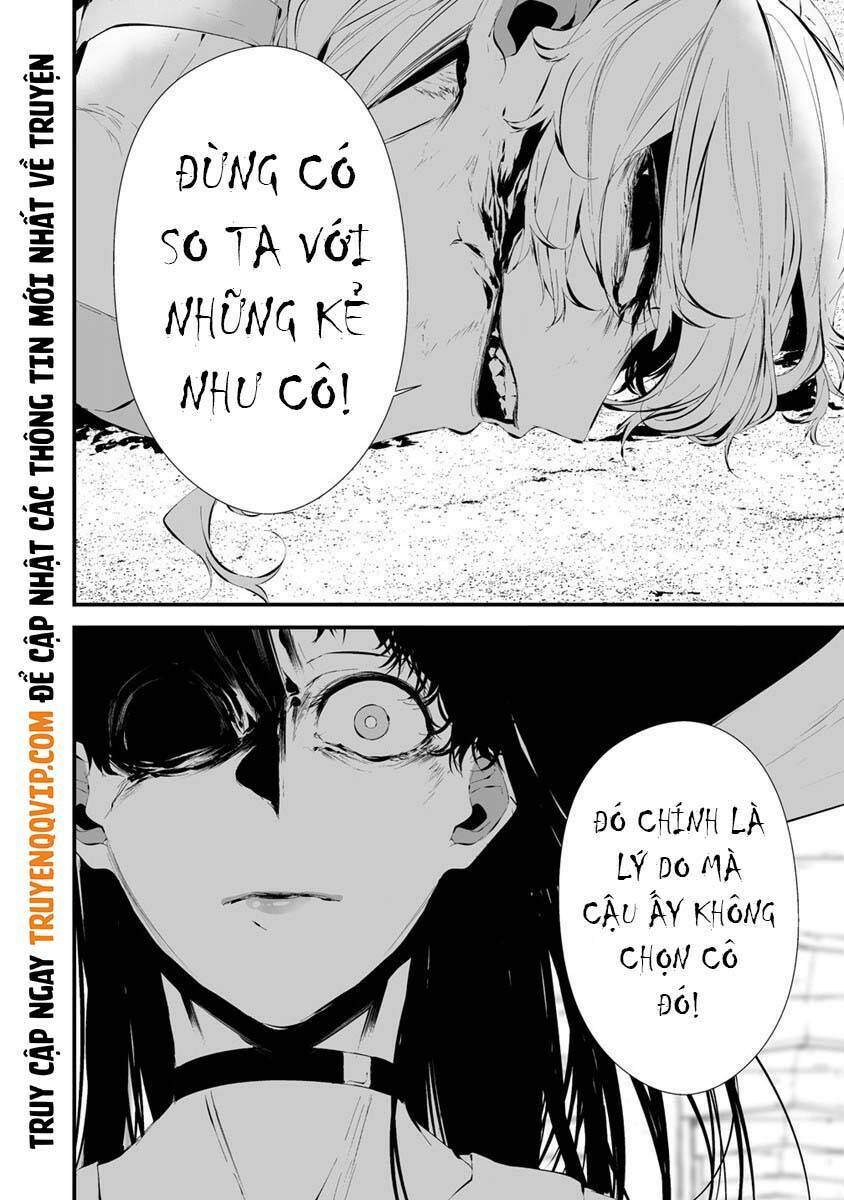 TRUY CẬP NGAY TRUYENQQVIP.COM ĐỂ CẬP NHẬT CÁC THÔNG TIN MỚI NHẤT VỀ TRUYỆN
ĐỪNG CÓ
SO TA VỚI
NHỮNG KẺ
NHƯ CÔ!
ĐÓ CHÍNH LÀ
LÝ DO MÀ
CẬU ẤY KHÔNG
CHỌN CÔ
ĐÓ!